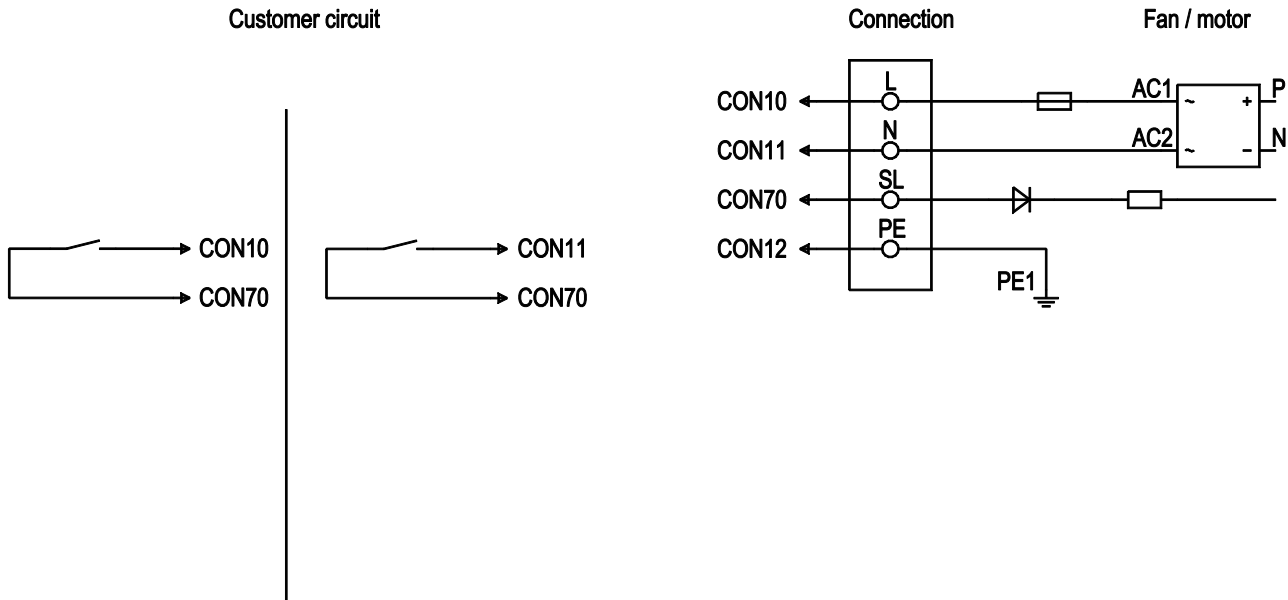 Customer circuit
Connection
Fan / motor
CON10
CON70
CON11
CON70
CON10
L
AC1
~
+
P
CON11
N
AC2
~
–
N
CON70
SL
CON12
PE
PE1